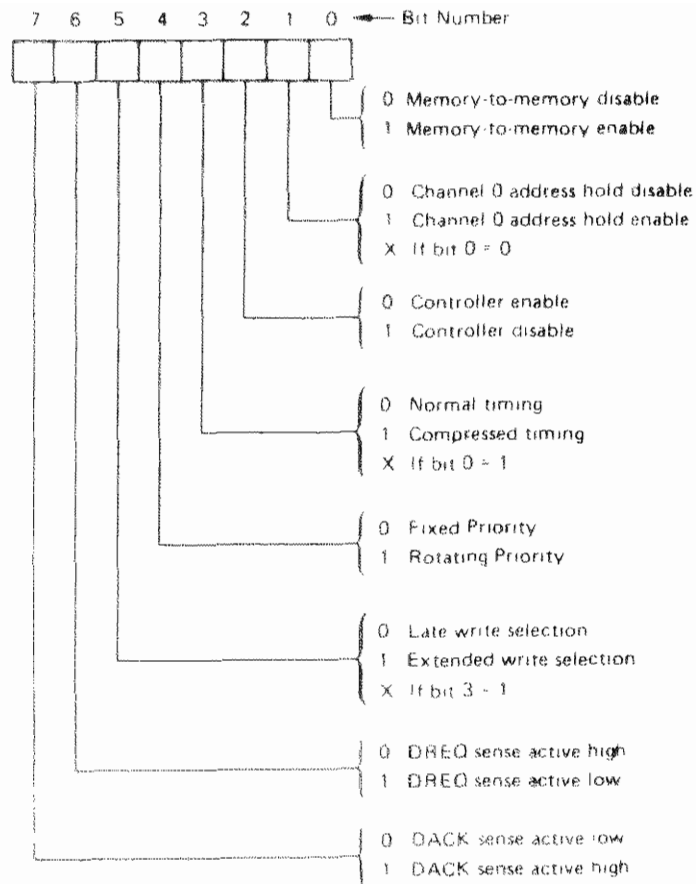 7 6 5 4 3 2 1 0 Bit Number
0 Memory-to-memory disable
1 Memory-to-memory enable
0 Channel 0 address hold disable
1 Channel 0 address hold enable
X If bit 0 = 0
0 Controller enable
1 Controller disable
0 Normal timing
1 Compressed timing
X If bit 0 = 1
0 Fixed Priority
1 Rotating Priority
0 Late write selection
1 Extended write selection
X If bit 3 = 1
0 DREQ sense active high
1 DREQ sense active low
0 DACK sense active low
1 DACK sense active high